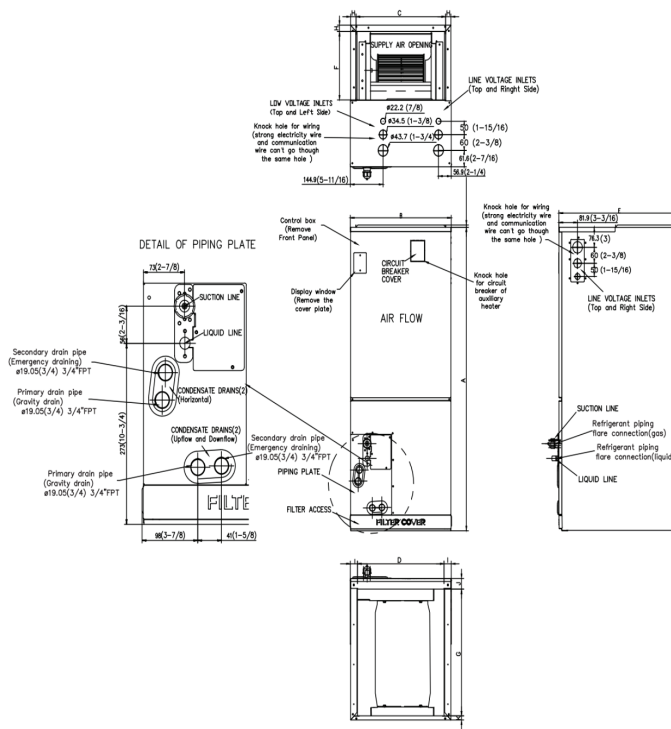 H
C
H
H
F
SUPPLY AIR OPENING
LINE VOLTAGE INLETS
(Top and Ringht Side)
LOW VOLTAGE INLETS
(Top and Left Side)
ø22.2 (7/8)
ø34.5 (1-3/8)
ø43.7 (1-3/4)
Knock hole for wiring
(strong electricity wire
and communication
wire can't go though
the same hole )
50 (1-15/16)
60 (2-3/8)
61.6(2-7/16)
56.9(2-1/4)
144.9(5-11/16)
B
Control box
(Remove
Front Panel)
CIRCUIT
BREAKER
COVER
Display window
(Remove the
cover plate)
Knock hole
for circuit
breaker of
auxiliary
heater
AIR FLOW
A
E
Knock hole for wiring
(strong electricity wire
and communication
wire can't go though
the same hole )
81.9 (3-3/16)
76.3(3)
60 (2-3/8)
50 (1-15/16)
LINE VOLTAGE INLETS
(Top and Right Side)
DETAIL OF PIPING PLATE
73(2-7/8)
SUCTION LINE
56(2-3/16)
LIQUID LINE
Secondary drain pipe
(Emergency draining)
ø19.05(3/4) 3/4"FPT
CONDENSATE DRAINS(2)
(Horizontal)
Primary drain pipe
(Gravity drain)
ø19.05(3/4) 3/4"FPT
273(10-3/4)
CONDENSATE DRAINS(2)
(Upflow and Downflow)
Secondary drain pipe
(Emergency draining)
ø19.05(3/4) 3/4"FPT
Primary drain pipe
(Gravity drain)
ø19.05(3/4) 3/4"FPT
FILTE
98(3-7/8)
41(1-5/8)
PIPING PLATE
FILTER ACCESS
FILTER COVER
SUCTION LINE
Refrigerant piping
flare connection(gas)
Refrigerant piping
flare connection(liquid
LIQUID LINE
I
D
I
J
G
K